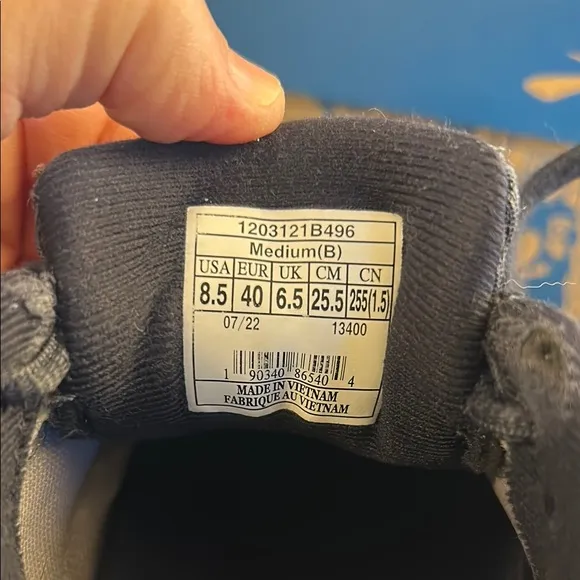 1203121B496
Medium(B)
USA EUR UK CM CN
8.5 40 6.5 25.5 255(1.5)
07/22 13400
1 90340 86540 4
MADE IN VIETNAM
FABRIQUE AU VIETNAM